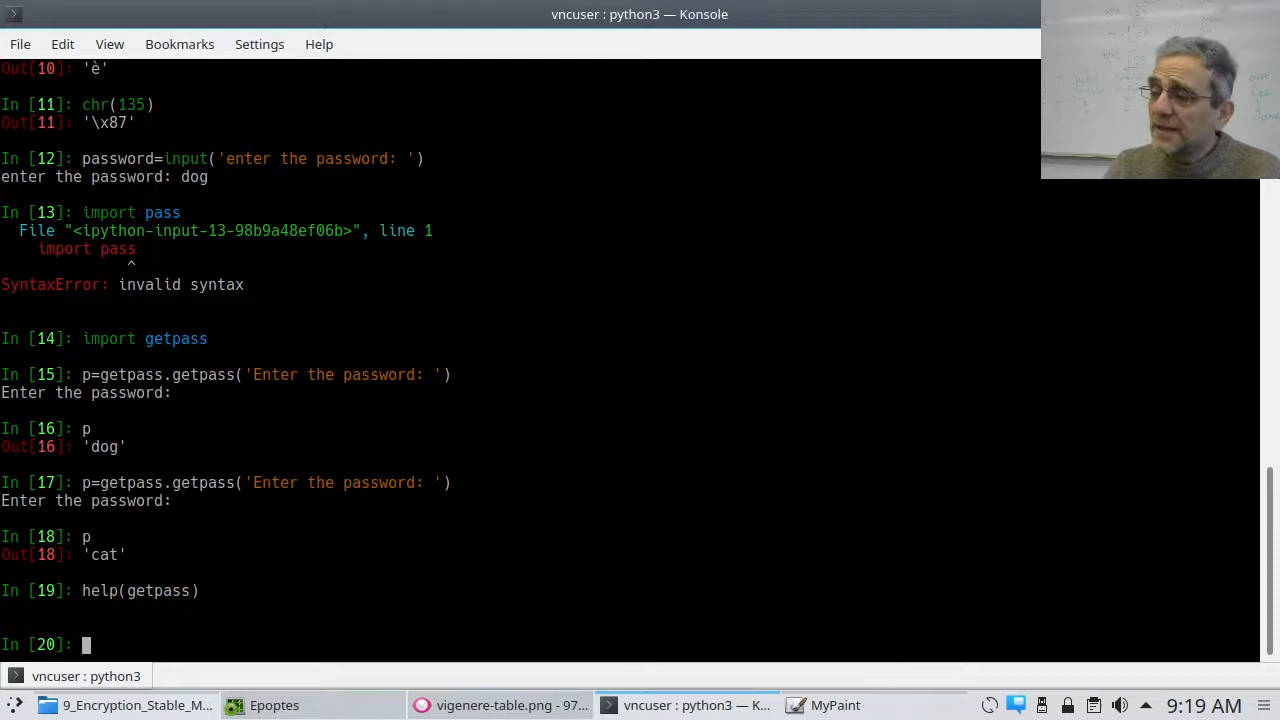 vncuser : python3 — Konsole
File Edit View Bookmarks Settings Help
Out[10]: 'è'
In [11]: chr(135)
Out[11]: '\x87'
In [12]: password=input('enter the password: ')
enter the password: dog
In [13]: import pass
File "<ipython-input-13-98b9a48ef06b>", line 1
import pass
^
SyntaxError: invalid syntax
In [14]: import getpass
In [15]: p=getpass.getpass('Enter the password: ')
Enter the password:
In [16]: p
Out[16]: 'dog'
In [17]: p=getpass.getpass('Enter the password: ')
Enter the password:
In [18]: p
Out[18]: 'cat'
In [19]: help(getpass)
In [20]:
vncuser : python3
9_Encryption_Stable_M... Epoptes vigenere-table.png - 97... vncuser : python3 — K... MyPaint 9:19 AM